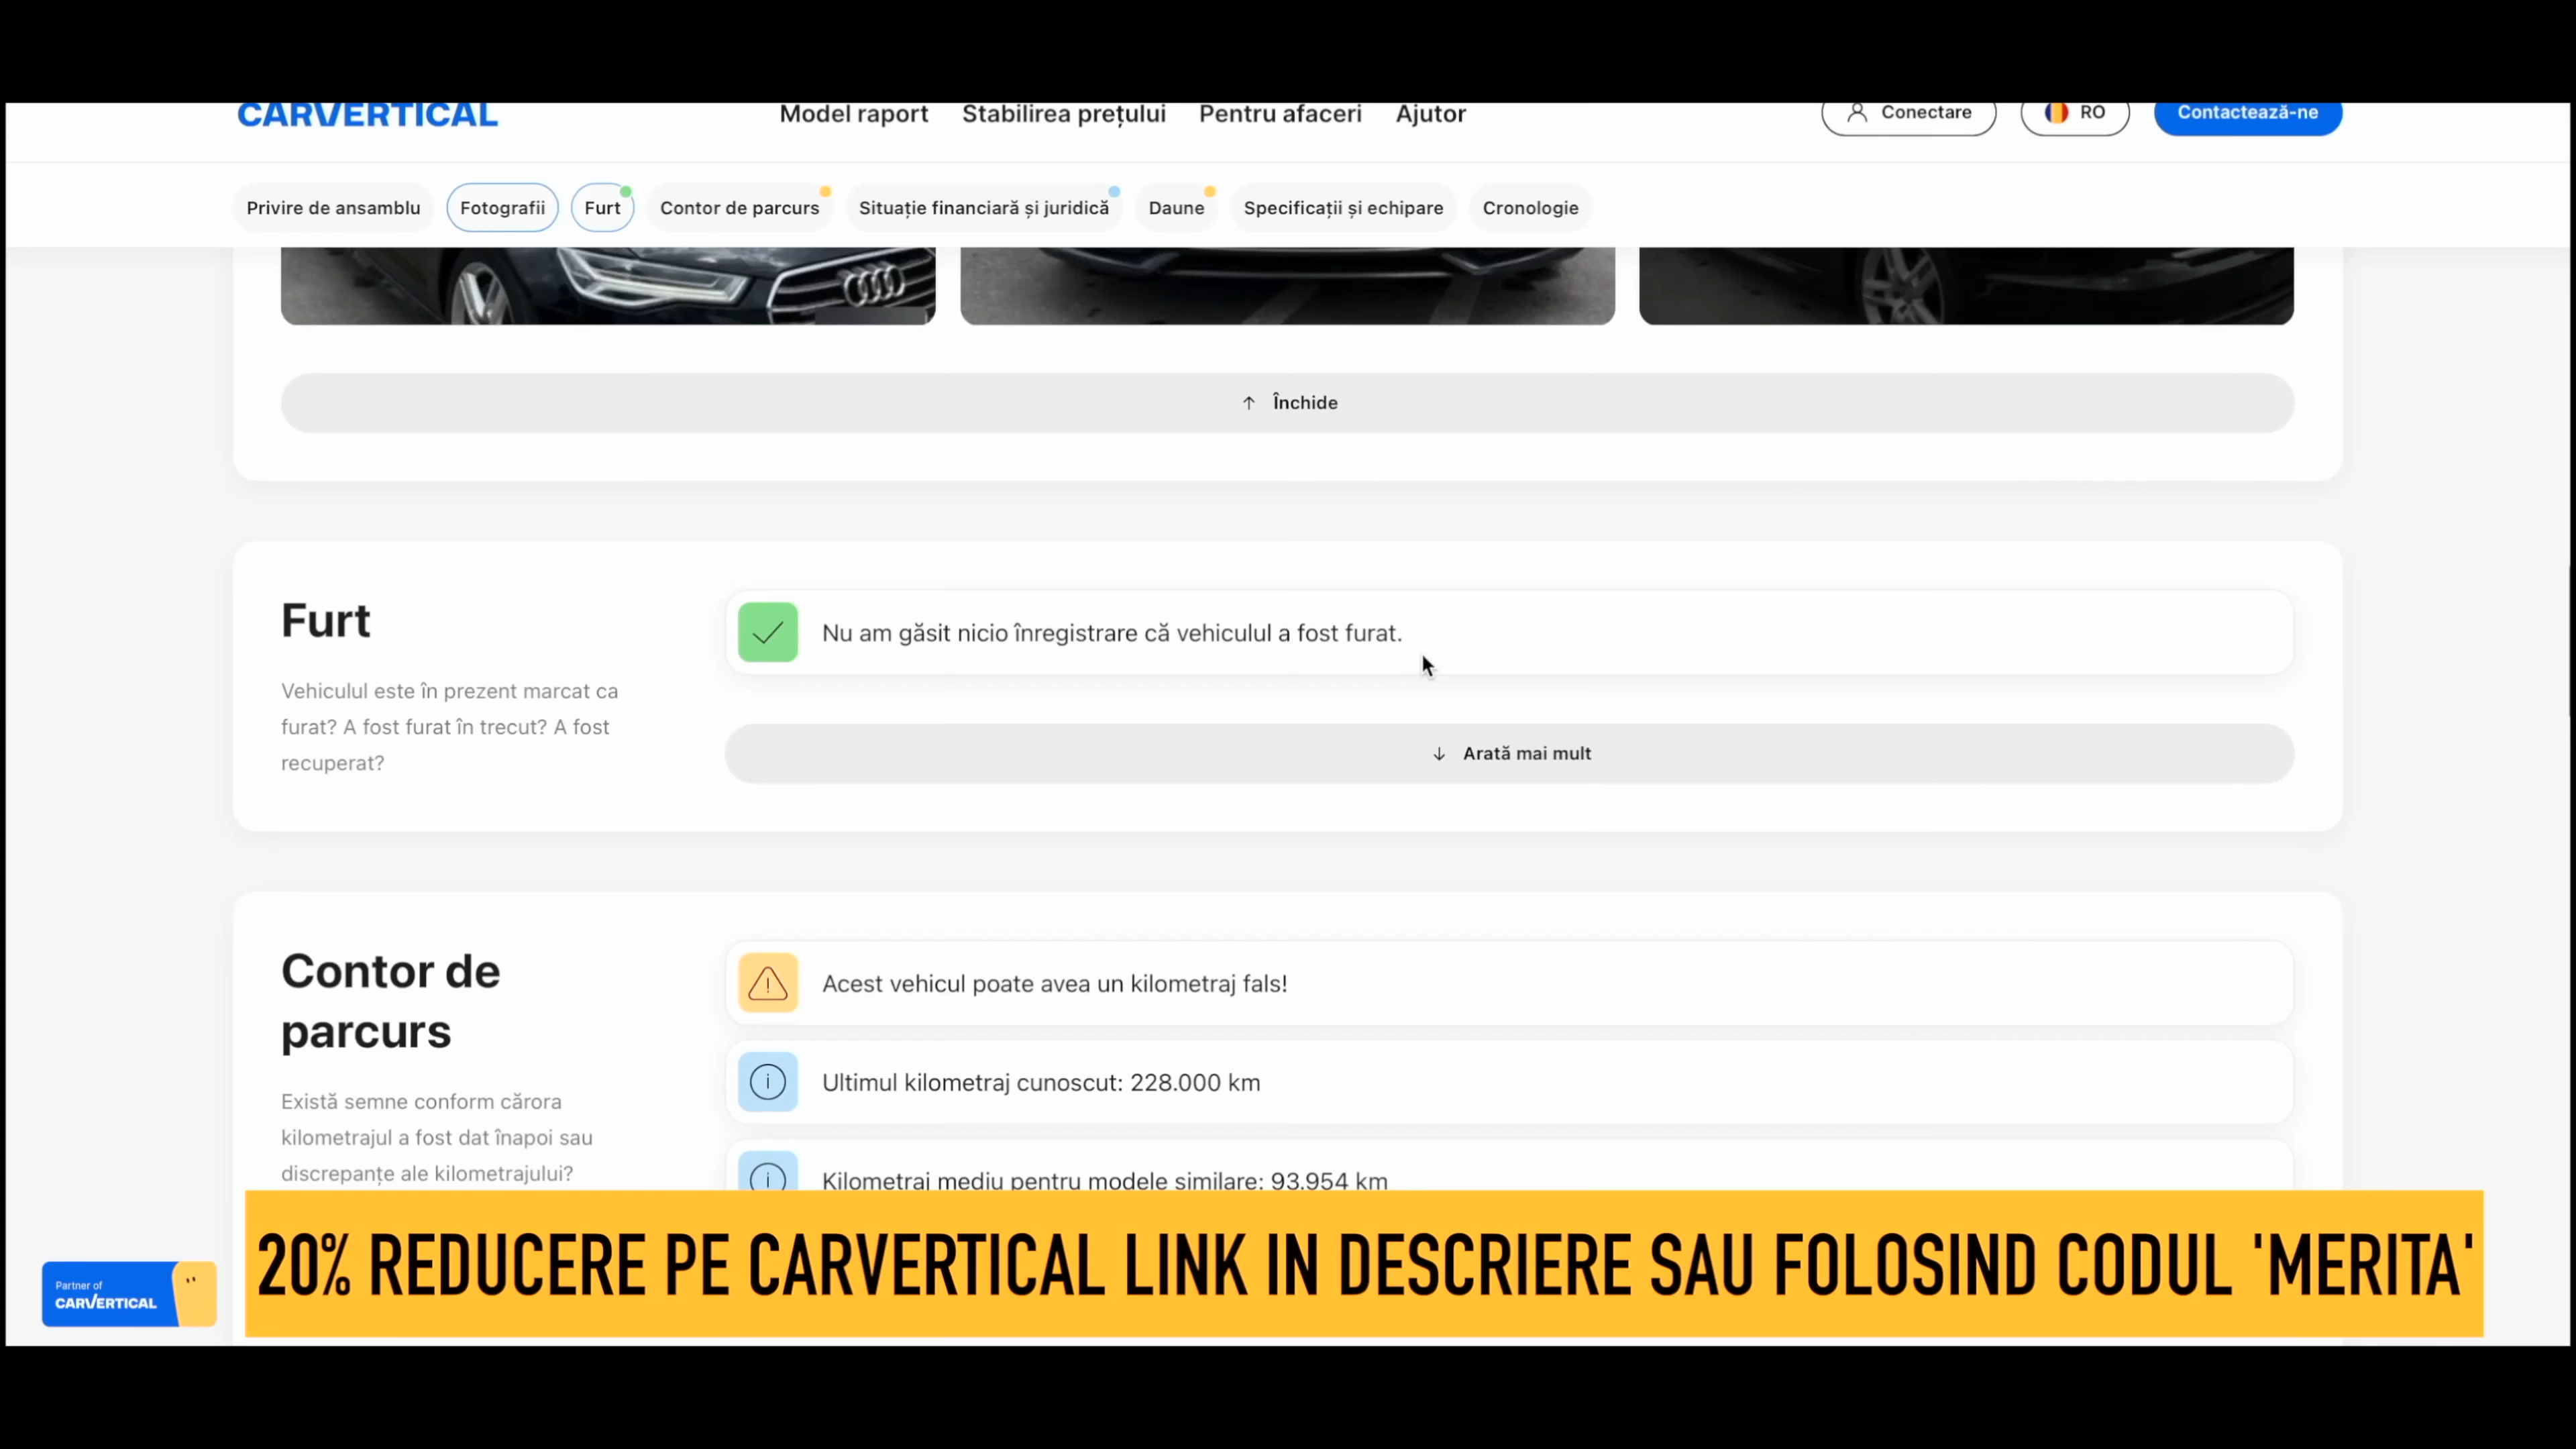 CARVERTICAL
Model raport
Stabilirea prețului
Pentru afaceri
Ajutor
Conectare
RO
Contactează-ne
Privire de ansamblu
Fotografii
Furt
Contor de parcurs
Situație financiară și juridică
Daune
Specificații și echipare
Cronologie
↑ Închide
Furt
Vehiculul este în prezent marcat ca
furat? A fost furat în trecut? A fost
recuperat?
Nu am găsit nicio înregistrare că vehiculul a fost furat.
↓ Arată mai mult
Contor de
parcurs
Există semne conform cărora
kilometrajul a fost dat înapoi sau
discrepanțe ale kilometrajului?
Acest vehicul poate avea un kilometraj fals!
Ultimul kilometraj cunoscut: 228.000 km
Kilometraj mediu pentru modele similare: 93.954 km
Partner of
CARVERTICAL
20% REDUCERE PE CARVERTICAL LINK IN DESCRIERE SAU FOLOSIND CODUL 'MERITA'